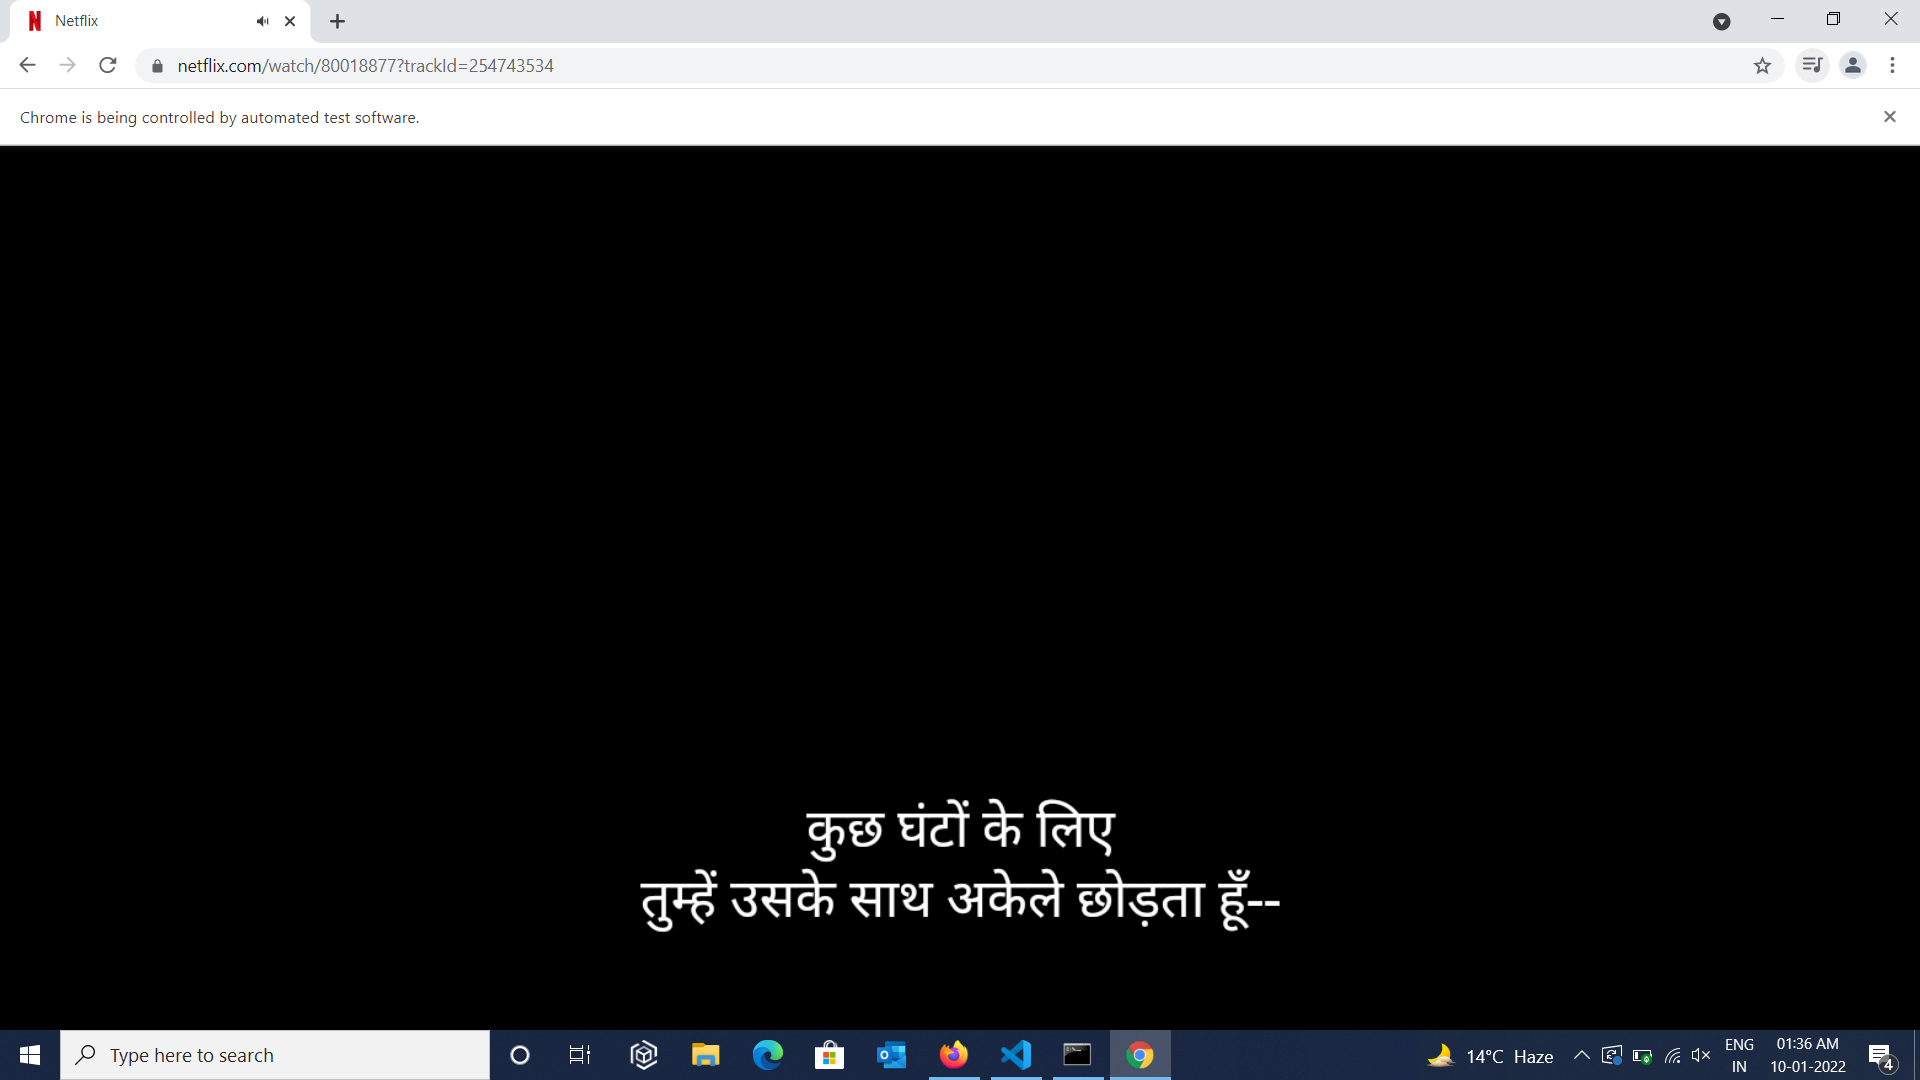 Netflix
netflix.com/watch/80018877?trackId=254743534
Chrome is being controlled by automated test software.
कुछ घंटों के लिए
तुम्हें उसके साथ अकेले छोड़ता हूँ--
Type here to search
14°C Haze
ENG
IN
01:36 AM
10-01-2022
4